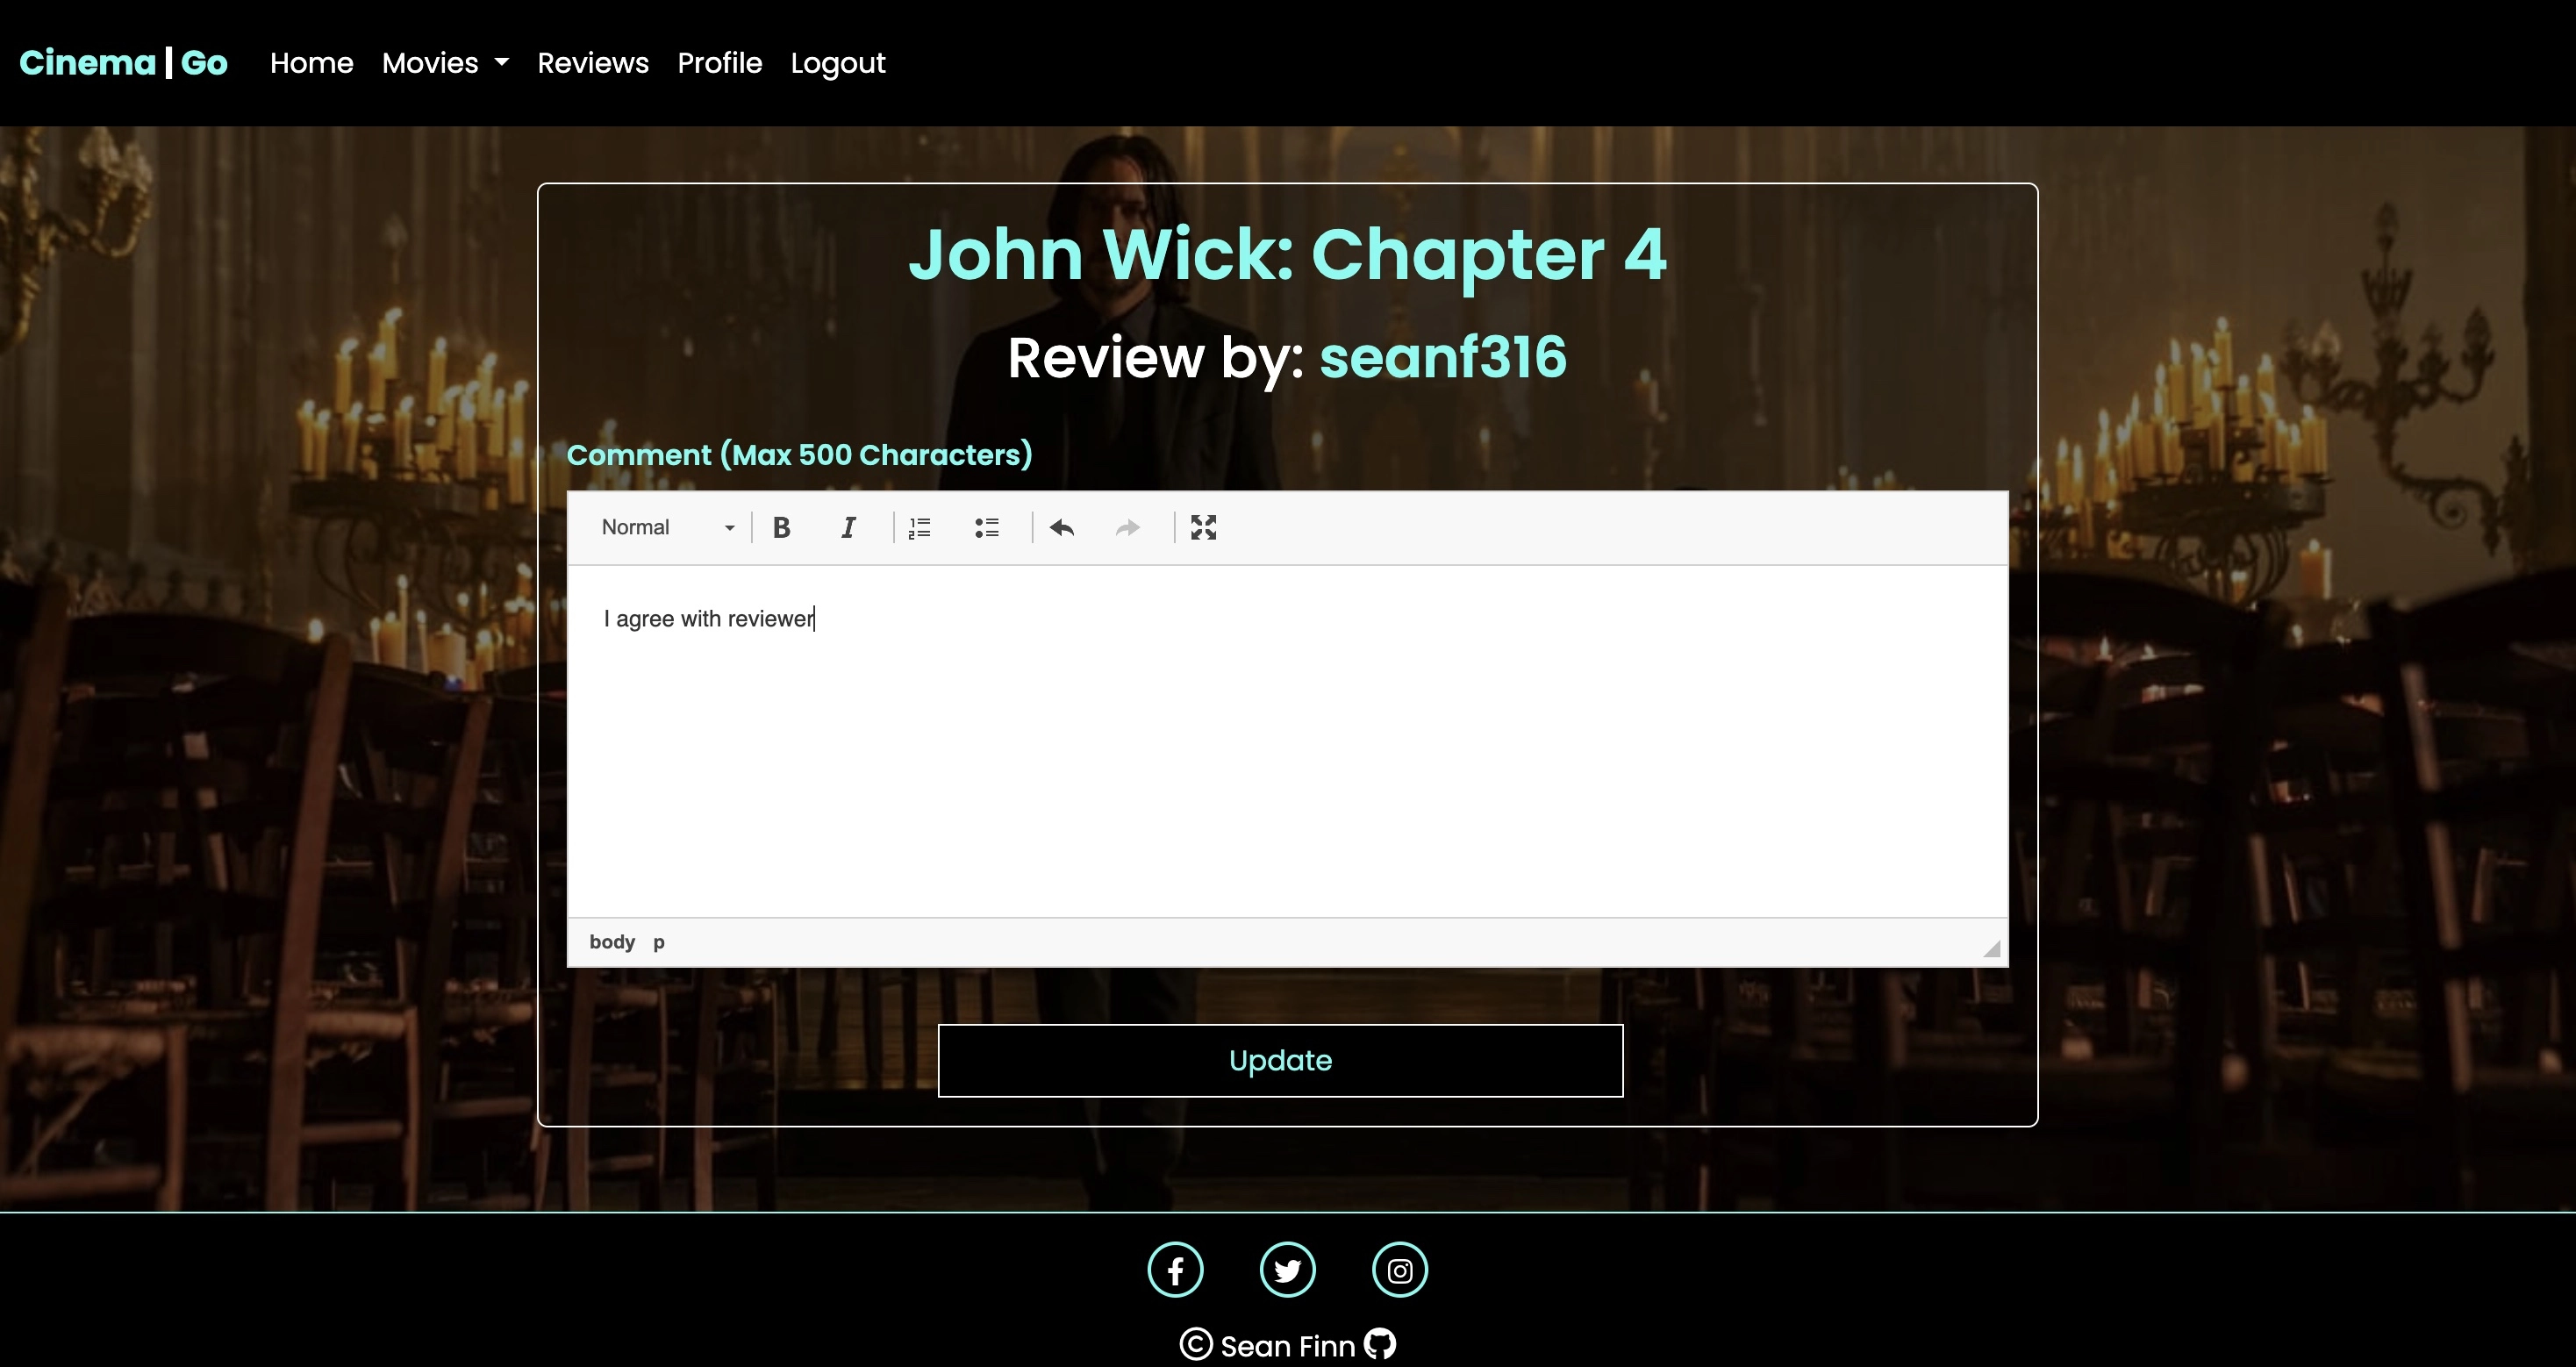 Cinema | Go Home Movies Reviews Profile Logout
John Wick: Chapter 4
Review by: seanf316
Comment (Max 500 Characters)
Normal B I
I agree with reviewer
body p
Update
© Sean Finn